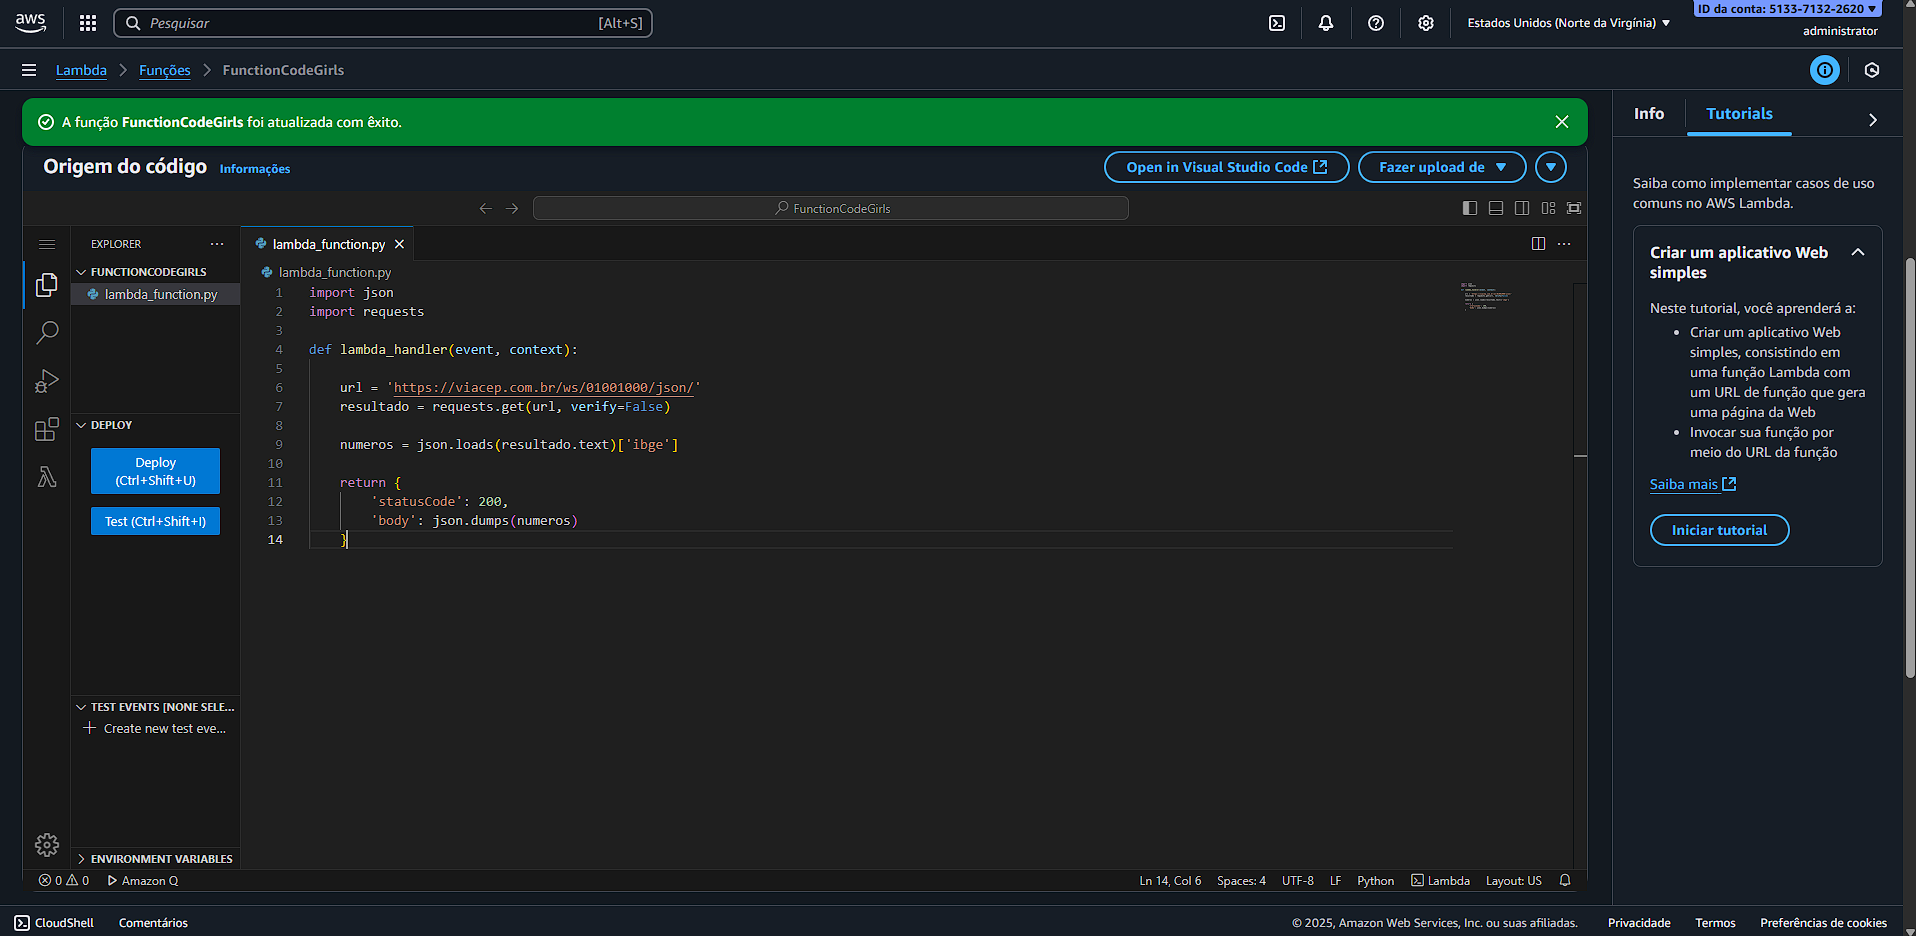 aws
Pesquisar
[Alt+S]
Estados Unidos (Norte da Virgínia)
ID da conta: 5133-7132-2620
administrator
Lambda
Funções
FunctionCodeGirls
A função FunctionCodeGirls foi atualizada com êxito.
Origem do código
Informações
Open in Visual Studio Code
Fazer upload de
FunctionCodeGirls
EXPLORER
FUNCTIONCODEGIRLS
lambda_function.py
DEPLOY
Deploy
(Ctrl+Shift+U)
Test (Ctrl+Shift+I)
TEST EVENTS [NONE SELE...
Create new test eve...
ENVIRONMENT VARIABLES
lambda_function.py
lambda_function.py
1 import json
2 import requests
3
4 def lambda_handler(event, context):
5
6 url = 'https://viacep.com.br/ws/01001000/json/'
7 resultado = requests.get(url, verify=False)
8
9 numeros = json.loads(resultado.text)['ibge']
10
11 return {
12 'statusCode': 200,
13 'body': json.dumps(numeros)
14 }
0 0
Amazon Q
Ln 14, Col 6
Spaces: 4
UTF-8
LF
Python
Lambda
Layout: US
Info
Tutorials
Saiba como implementar casos de uso
comuns no AWS Lambda.
Criar um aplicativo Web
simples
Neste tutorial, você aprenderá a:
• Criar um aplicativo Web
simples, consistindo em
uma função Lambda com
um URL de função que gera
uma página da Web
• Invocar sua função por
meio do URL da função
Saiba mais
Iniciar tutorial
CloudShell
Comentários
© 2025, Amazon Web Services, Inc. ou suas afiliadas.
Privacidade
Termos
Preferências de cookies